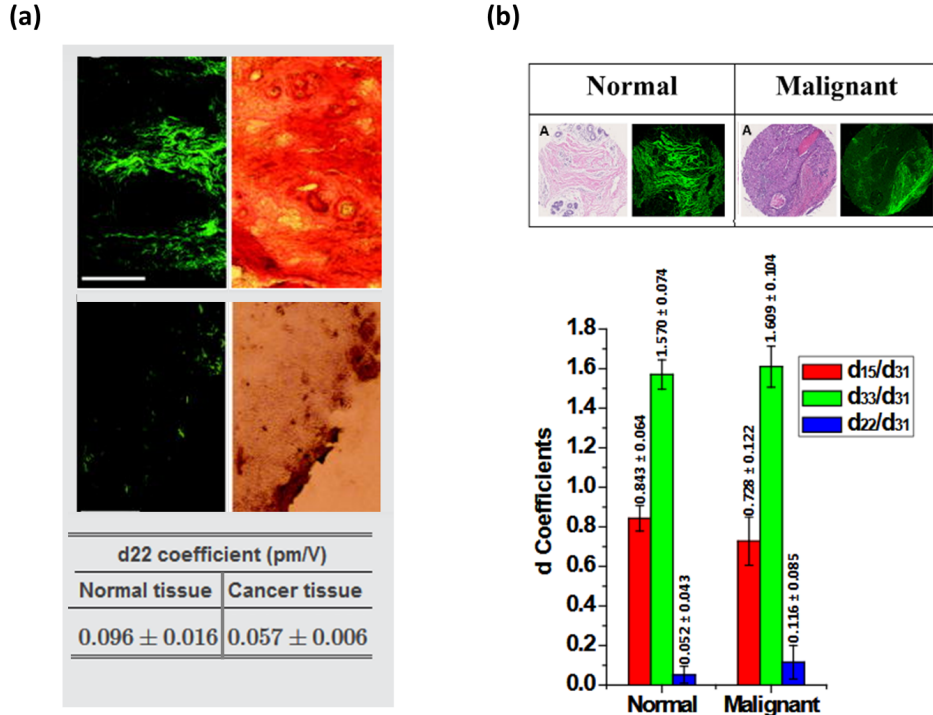 (a)
d22 coefficient (pm/V)
Normal tissue Cancer tissue
0.096 ± 0.016 0.057 ± 0.006
(b)
Normal Malignant
A A
d Coefficients
1.8
1.6
1.4
1.2
1.0
0.8
0.6
0.4
0.2
0.0
0.843 ± 0.064
1.570 ± 0.074
0.052 ± 0.043
0.728 ± 0.122
1.609 ± 0.104
0.116 ± 0.085
d15/d31
d33/d31
d22/d31
Normal Malignant